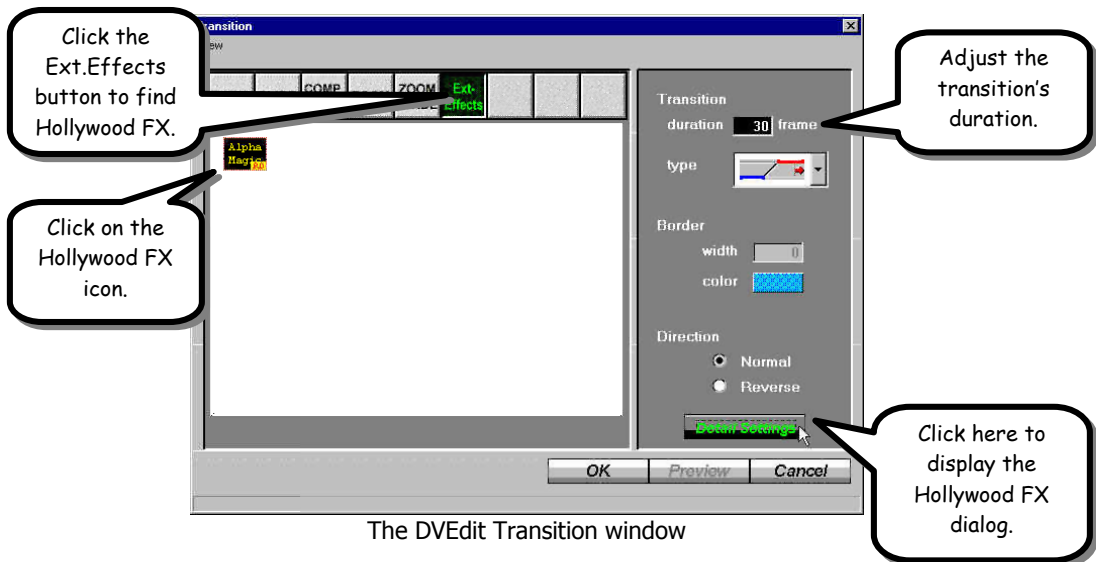 Click the
Ext.Effects
button to find
Hollywood FX.
Click on the
Hollywood FX
icon.
Transition
COMP
ZOOM
Ext-
Effects
Alpha
Magic
Transition
duration 30 frame
type
Border
width 0
color
Direction
Normal
Reverse
Detail Settings
OK Preview Cancel
Adjust the
transition's
duration.
Click here to
display the
Hollywood FX
dialog.
The DVEdit Transition window